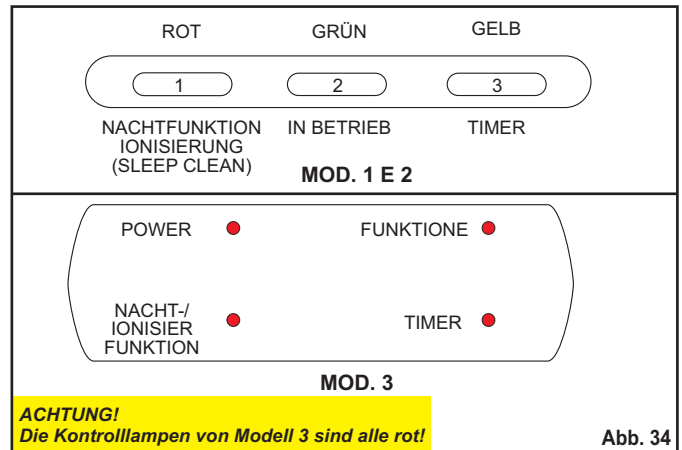 ROT GRÜN GELB
1 2 3
NACHTFUNKTION IN BETRIEB TIMER
IONISIERUNG
(SLEEP CLEAN)
MOD. 1 E 2
POWER FUNKTIONE
NACHT-/
IONISIER TIMER
FUNKTION
MOD. 3
ACHTUNG!
Die Kontrolllampen von Modell 3 sind alle rot!
Abb. 34